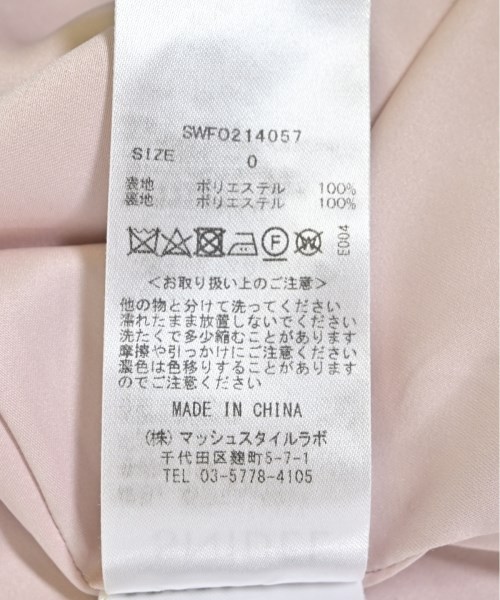 SWFO214057
SIZE 0
表地 ポリエステル 100%
裏地 ポリエステル 100%
F W
E004
<お取り扱い上のご注意>
他の物と分けて洗ってください
濡れたまま放置しないでください
洗たくで多少縮むことがあります
摩擦や引っかけにご注意ください
濃色は色移りすることがあります
のでご注意ください
MADE IN CHINA
(株)マッシュスタイルラボ
千代田区麹町5-7-1
TEL 03-5778-4105